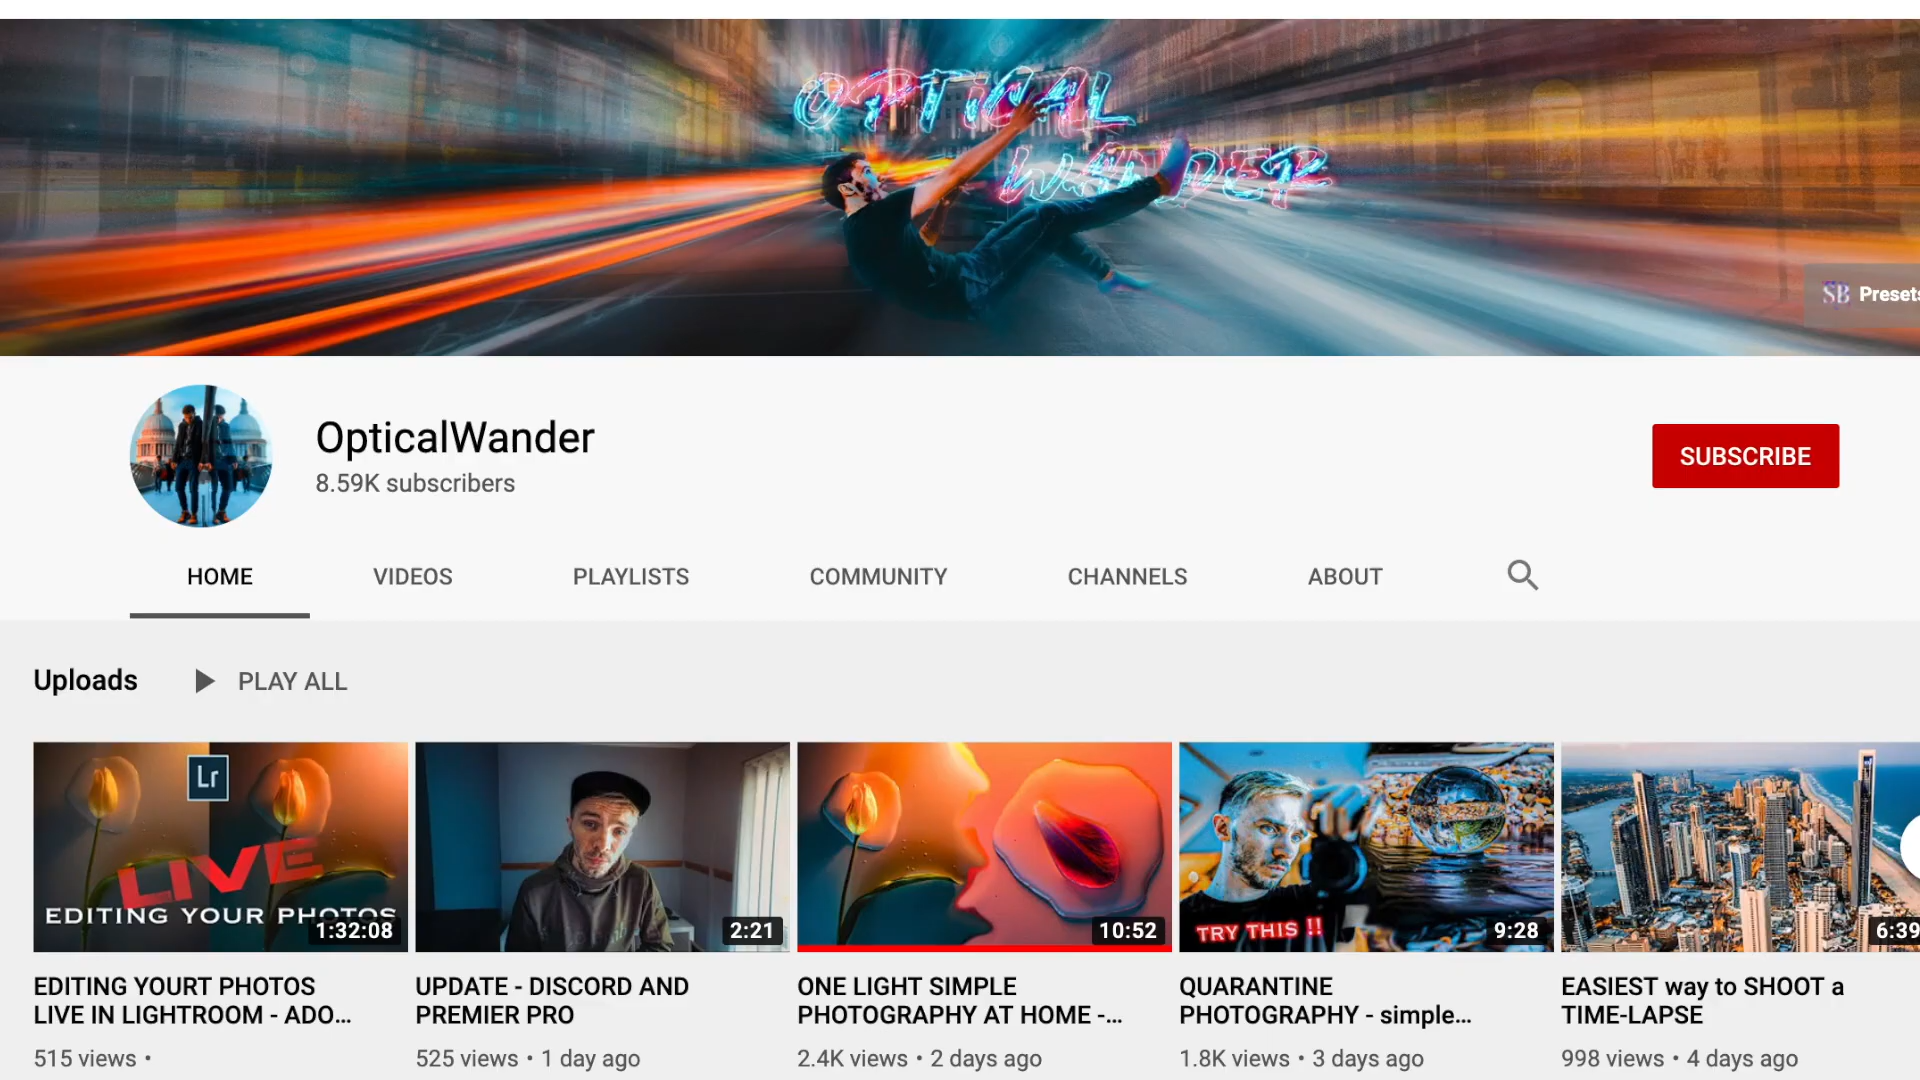 OPTICAL
WANDER
SB Presets
OpticalWander
8.59K subscribers
SUBSCRIBE
HOME VIDEOS PLAYLISTS COMMUNITY CHANNELS ABOUT
Uploads PLAY ALL
Lr
LIVE
EDITING YOUR PHOTOS
1:32:08
2:21
10:52
TRY THIS !!
9:28
6:39
EDITING YOURT PHOTOS
LIVE IN LIGHTROOM - ADO...
515 views •
UPDATE - DISCORD AND
PREMIER PRO
525 views • 1 day ago
ONE LIGHT SIMPLE
PHOTOGRAPHY AT HOME -...
2.4K views • 2 days ago
QUARANTINE
PHOTOGRAPHY - simple...
1.8K views • 3 days ago
EASIEST way to SHOOT a
TIME-LAPSE
998 views • 4 days ago